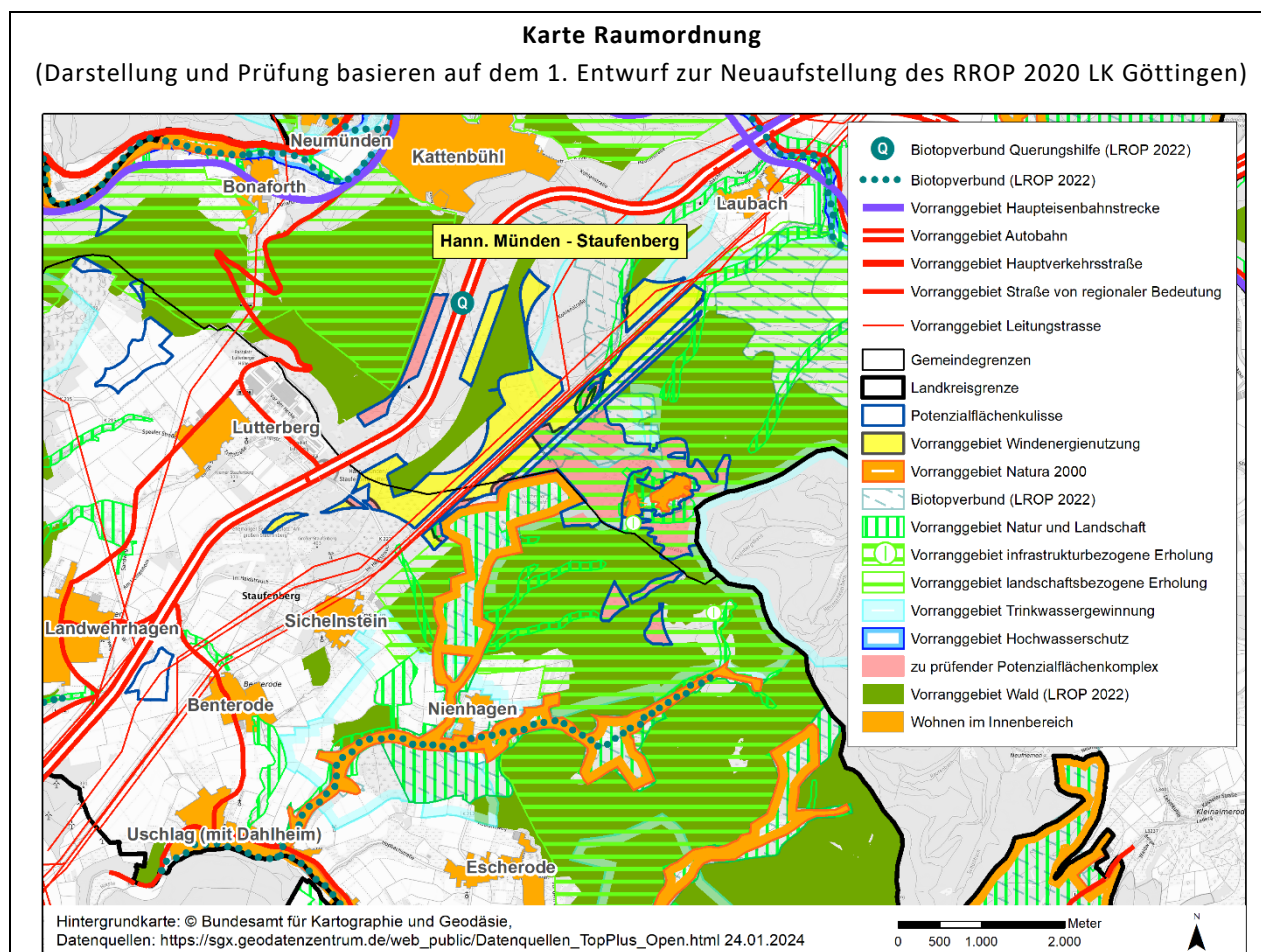 Karte Raumordnung
(Darstellung und Prüfung basieren auf dem 1. Entwurf zur Neuaufstellung des RROP 2020 LK Göttingen)
Neumünden
Kattenbühl
Bonaforth
Laubach
Hann. Münden - Staufenberg
Q
Lutterberg
Staufenberg
Sichelnstein
Landwehrhagen
Benterode
Benterode
Nienhagen
Uschlag (mit Dahlheim)
Escherode
Kleinalmerod
Q Biotopverbund Querungshilfe (LROP 2022)
Biotopverbund (LROP 2022)
Vorranggebiet Haupteisenbahnstrecke
Vorranggebiet Autobahn
Vorranggebiet Hauptverkehrsstraße
Vorranggebiet Straße von regionaler Bedeutung
Vorranggebiet Leitungstrasse
Gemeindegrenzen
Landkreisgrenze
Potenzialflächenkulisse
Vorranggebiet Windenergienutzung
Vorranggebiet Natura 2000
Biotopverbund (LROP 2022)
Vorranggebiet Natur und Landschaft
Vorranggebiet infrastrukturbezogene Erholung
Vorranggebiet landschaftsbezogene Erholung
Vorranggebiet Trinkwassergewinnung
Vorranggebiet Hochwasserschutz
zu prüfender Potenzialflächenkomplex
Vorranggebiet Wald (LROP 2022)
Wohnen im Innenbereich
Hintergrundkarte: © Bundesamt für Kartographie und Geodäsie,
Datenquellen: https://sgx.geodatenzentrum.de/web_public/Datenquellen_TopPlus_Open.html 24.01.2024
Meter
0 500 1.000 2.000
N